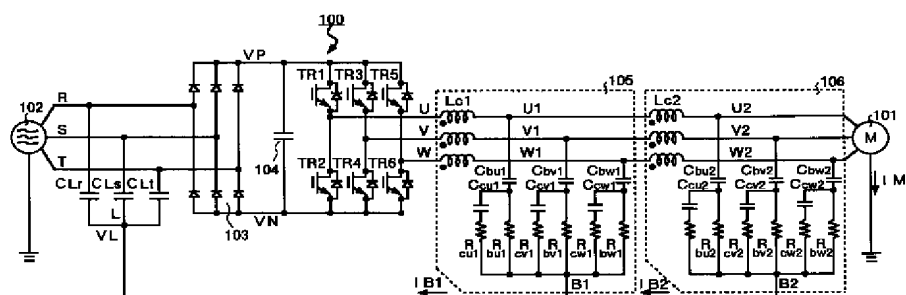 100
VP
TR1 TR3 TR5
105
106
102
R
S
T
Lc1
Lc2
U U1 U2
V V1 V2
W W1 W2
101
M
104
TR2 TR4 TR6
CLr CLs CLt
L
VL
103
VN
Cbu1 Cbv1 Cbw1
Ccu1 Ccv1 Ccw1
Cbu2 Cbv2 Cbw2
Ccu2 Ccv2 Ccw2
IM
R R R R R R
cu1 bu1 cv1 bv1 cw1 bw1
R R R R R R
cu2 bu2 cv2 bv2 cw2 bw2
IB1 B1 IB2 B2